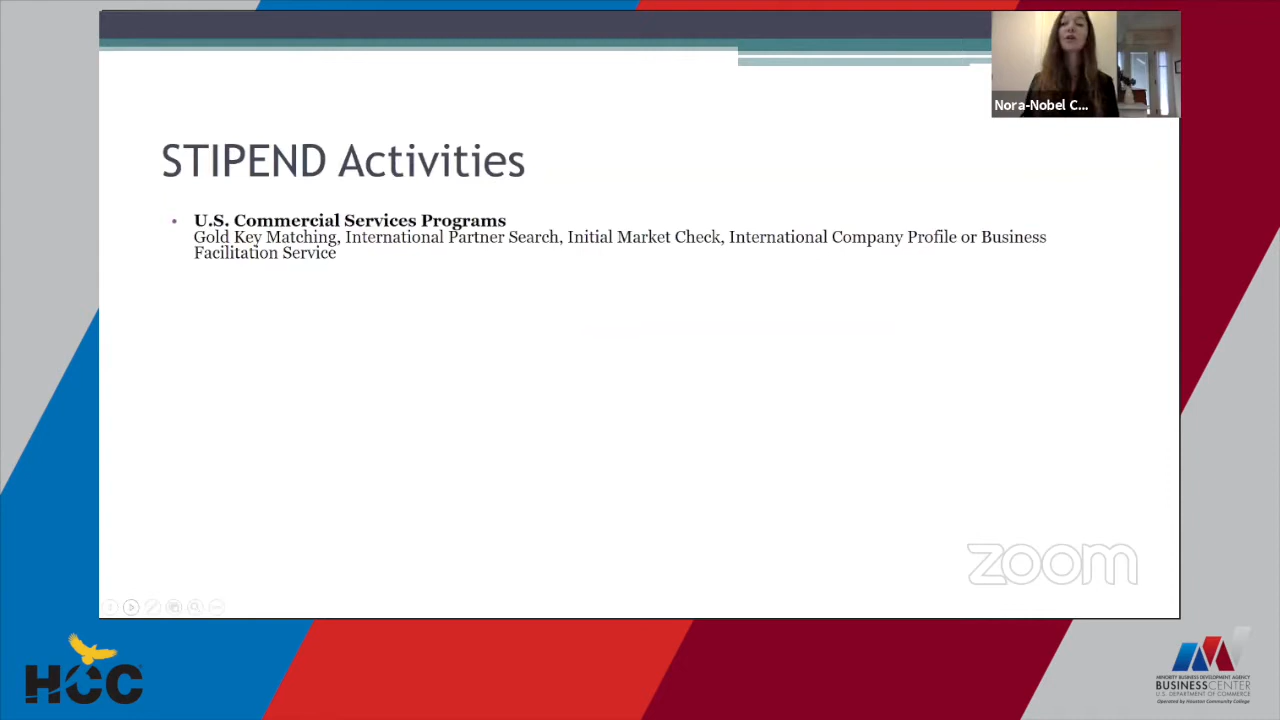 Nora-Nobel C...
STIPEND Activities
• U.S. Commercial Services Programs
Gold Key Matching, International Partner Search, Initial Market Check, International Company Profile or Business
Facilitation Service
zoom
HCC
MINORITY BUSINESS DEVELOPMENT AGENCY
BUSINESS CENTER
U.S. DEPARTMENT OF COMMERCE
Operated by Houston Community College